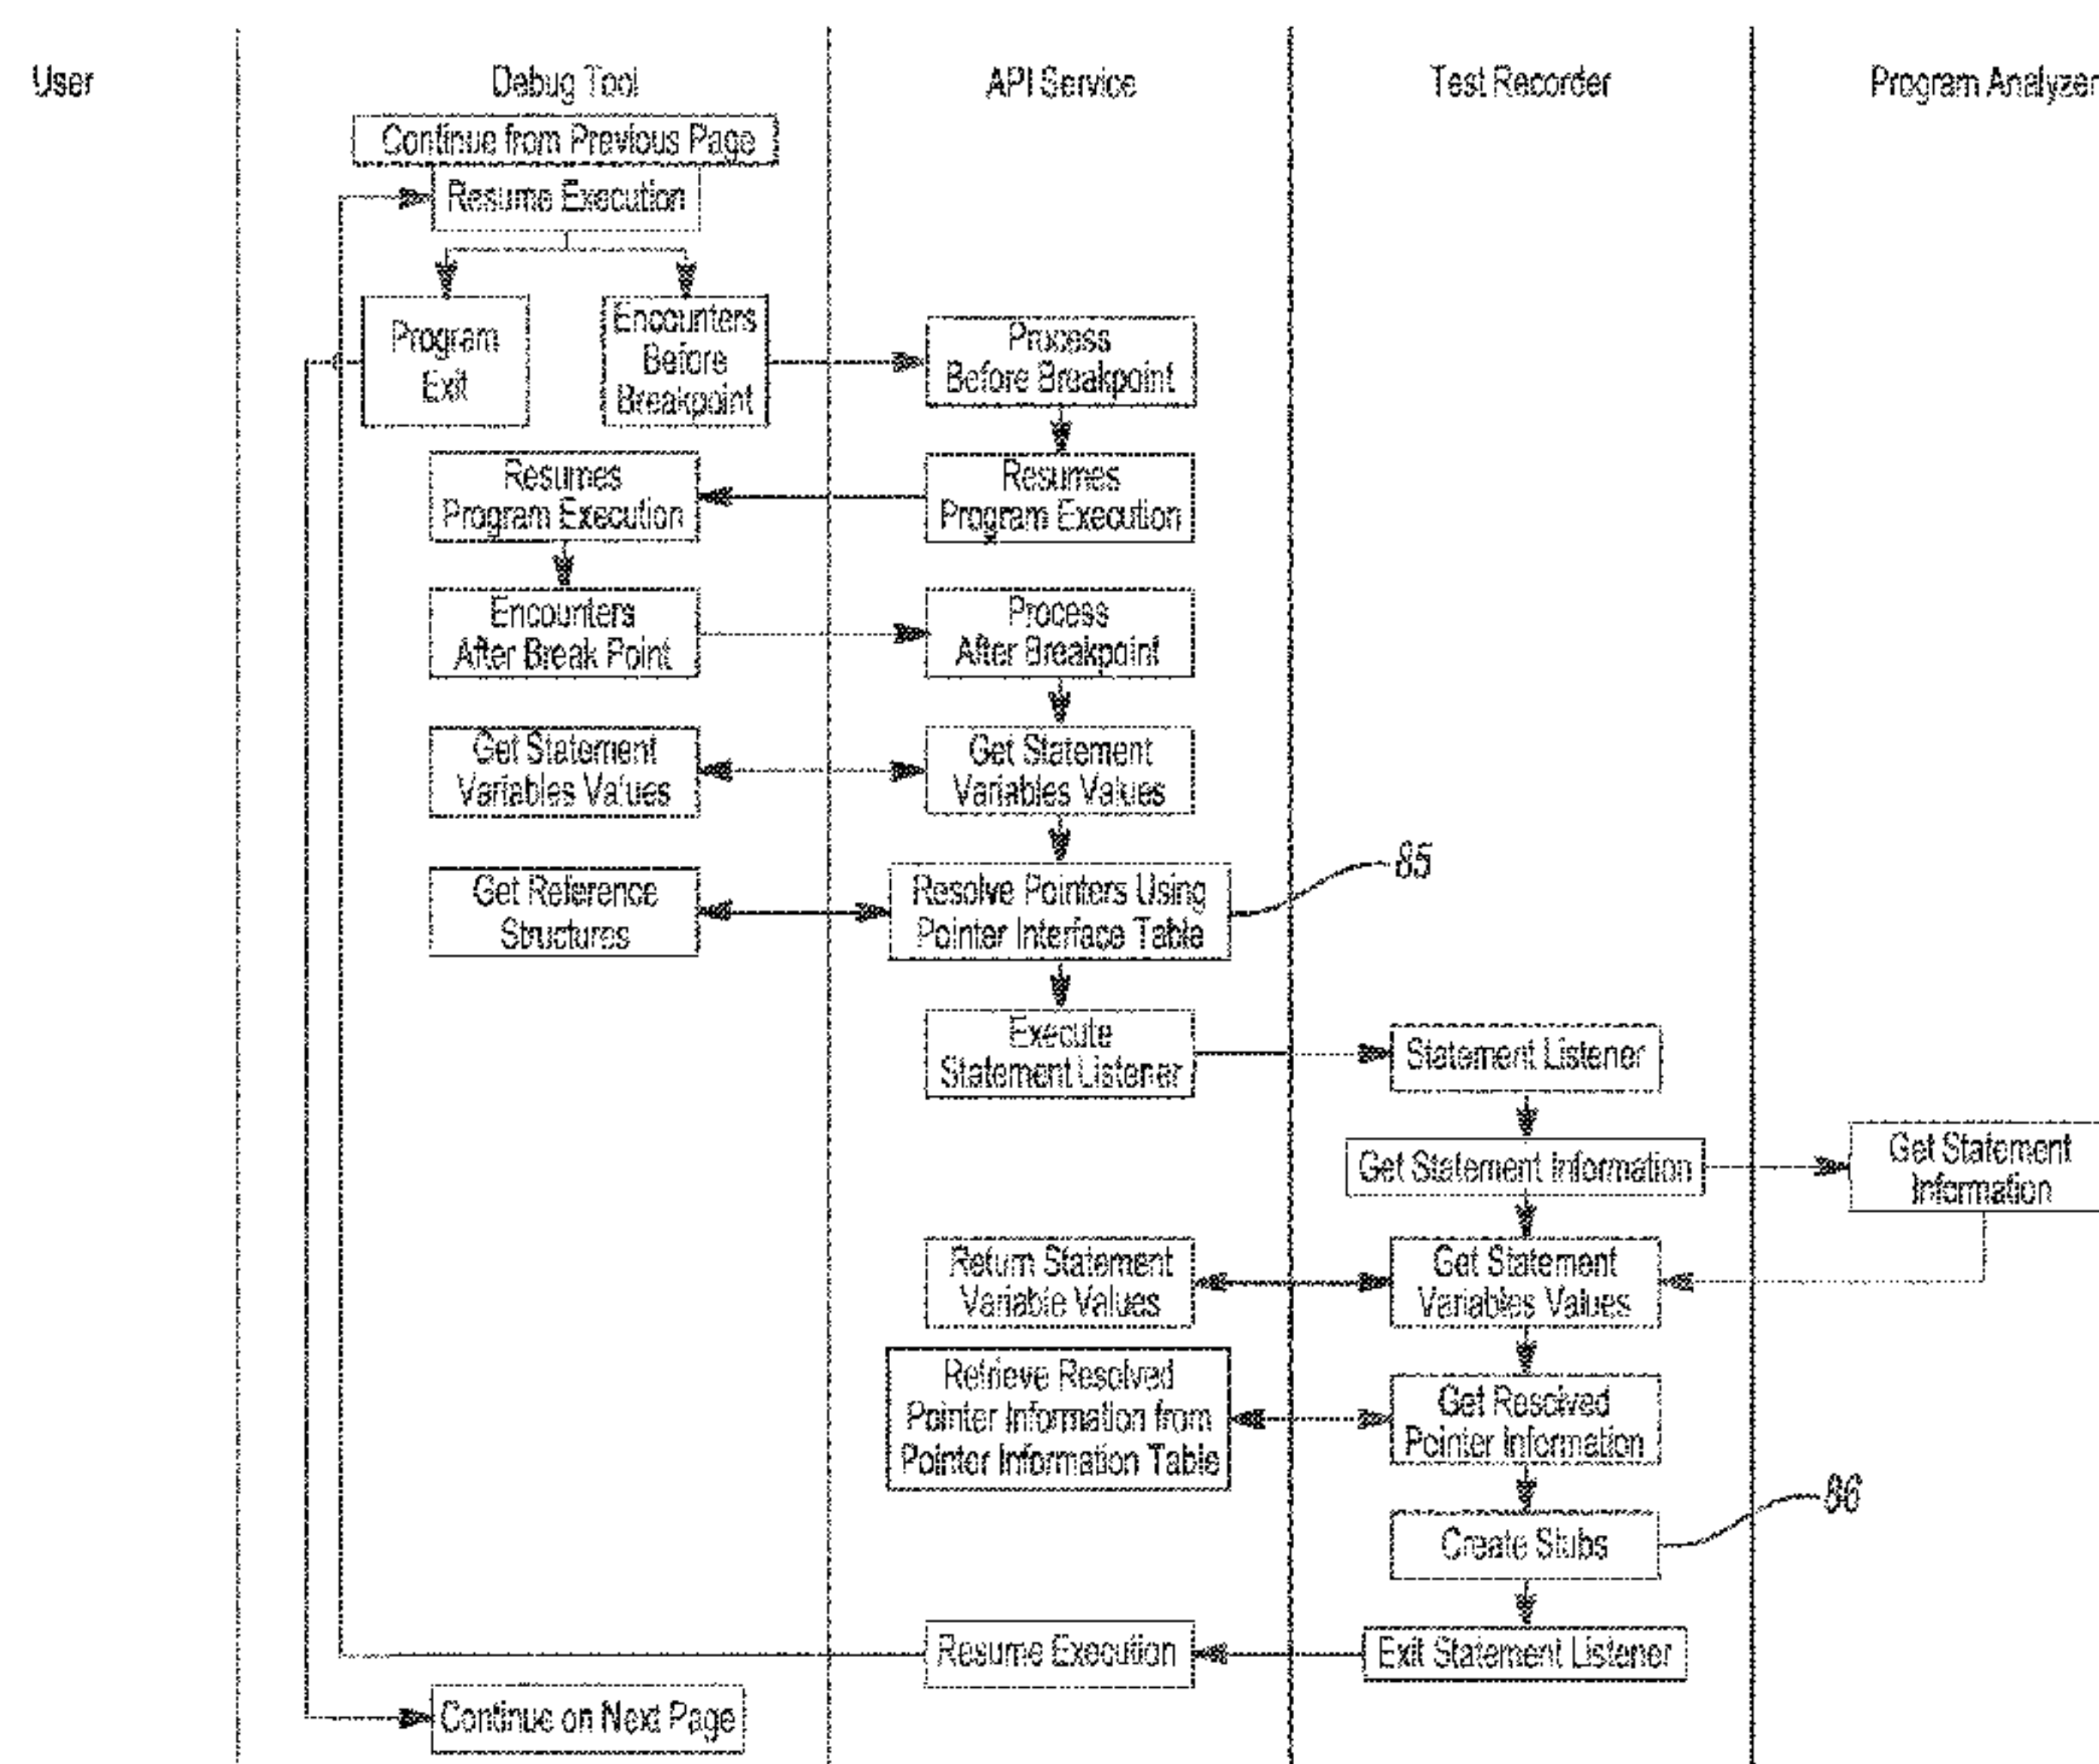 User
Debug Tool
API Service
Test Recorder
Program Analyzer
Continue from Previous Page
Resume Execution
Program
Exit
Encounters
Before
Breakpoint
Process
Before Breakpoint
Resumes
Program Execution
Resumes
Program Execution
Encounters
After Break Point
Process
After Breakpoint
Get Statement
Variables Values
Get Statement
Variables Values
Get Reference
Structures
Resolve Pointers Using
Pointer Interface Table
85
Execute
Statement Listener
Statement Listener
Get Statement Information
Get Statement
Information
Return Statement
Variable Values
Get Statement
Variables Values
Retrieve Resolved
Pointer Information from
Pointer Information Table
Get Resolved
Pointer Information
Create Stubs
86
Resume Execution
Exit Statement Listener
Continue on Next Page